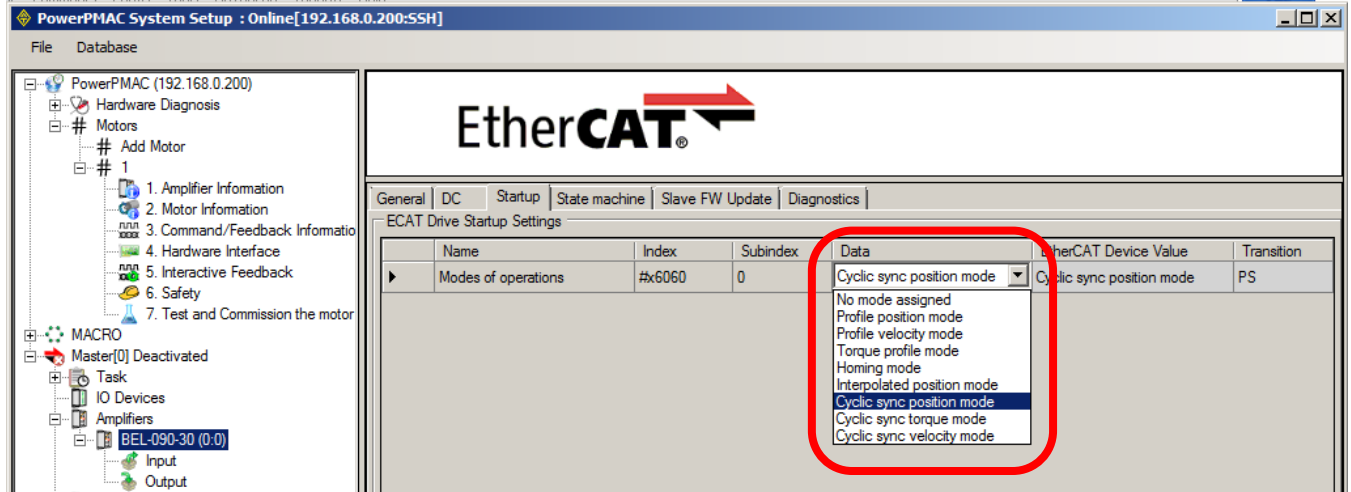 PowerPMAC System Setup : Online[192.168.0.200:SSH]
File Database
PowerPMAC (192.168.0.200)
Hardware Diagnosis
Motors
Add Motor
1
1. Amplifier Information
2. Motor Information
3. Command/Feedback Informatio
4. Hardware Interface
5. Interactive Feedback
6. Safety
7. Test and Commission the motor
MACRO
Master[0] Deactivated
Task
IO Devices
Amplifiers
BEL-090-30 (0:0)
Input
Output
EtherCAT®
General DC Startup State machine Slave FW Update Diagnostics
ECAT Drive Startup Settings
Name Index Subindex Data EtherCAT Device Value Transition
Modes of operations #x6060 0 Cyclic sync position mode Cyclic sync position mode PS
No mode assigned
Profile position mode
Profile velocity mode
Torque profile mode
Homing mode
Interpolated position mode
Cyclic sync position mode
Cyclic sync torque mode
Cyclic sync velocity mode